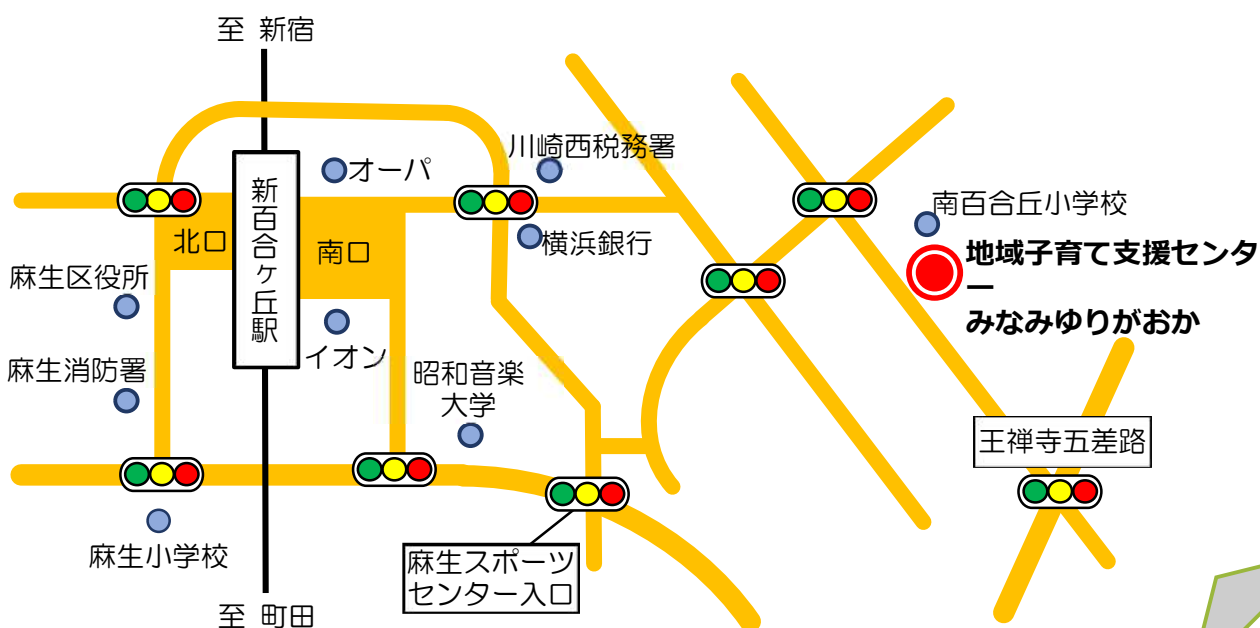 至 新宿
川崎西税務署
オーパ
新百合ヶ丘駅
南百合丘小学校
北口
南口
横浜銀行
地域子育て支援センタ
ー
みなみゆりがおか
麻生区役所
イオン
麻生消防署
昭和音楽
大学
王禅寺五差路
麻生小学校
麻生スポーツ
センター入口
至 町田